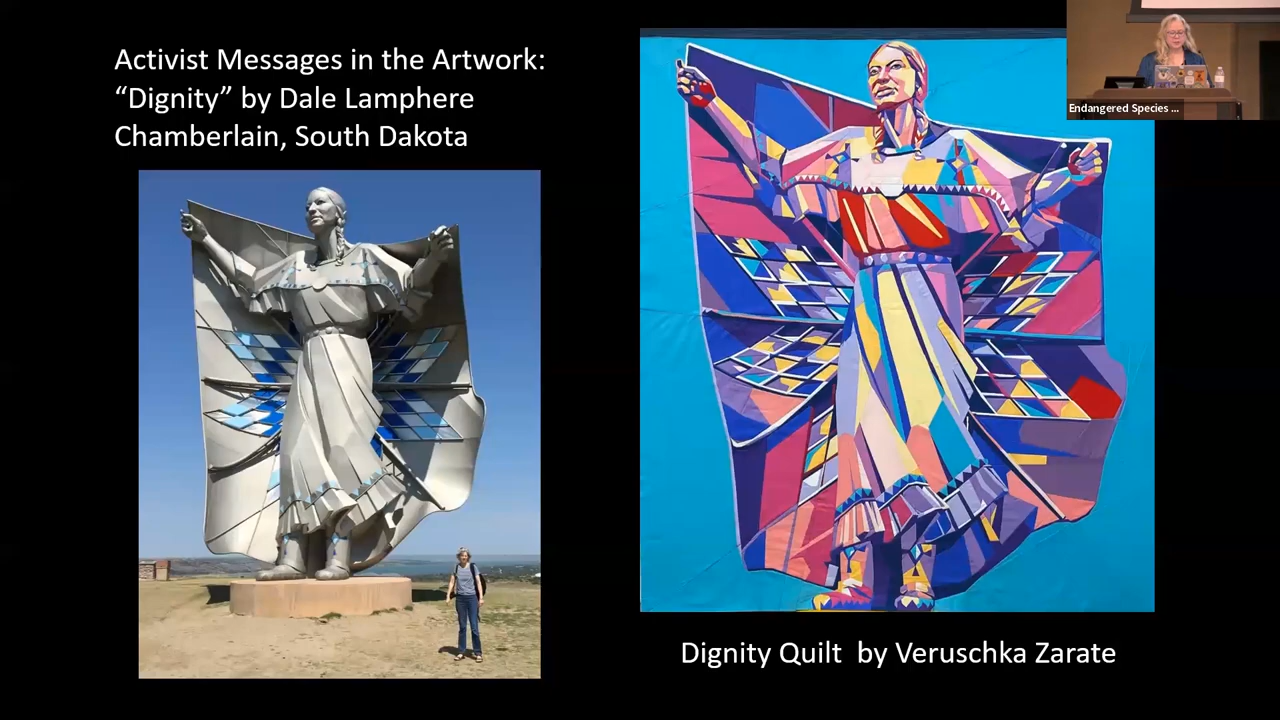 Activist Messages in the Artwork:
“Dignity” by Dale Lamphere
Chamberlain, South Dakota
Endangered Species ...
Dignity Quilt by Veruschka Zarate